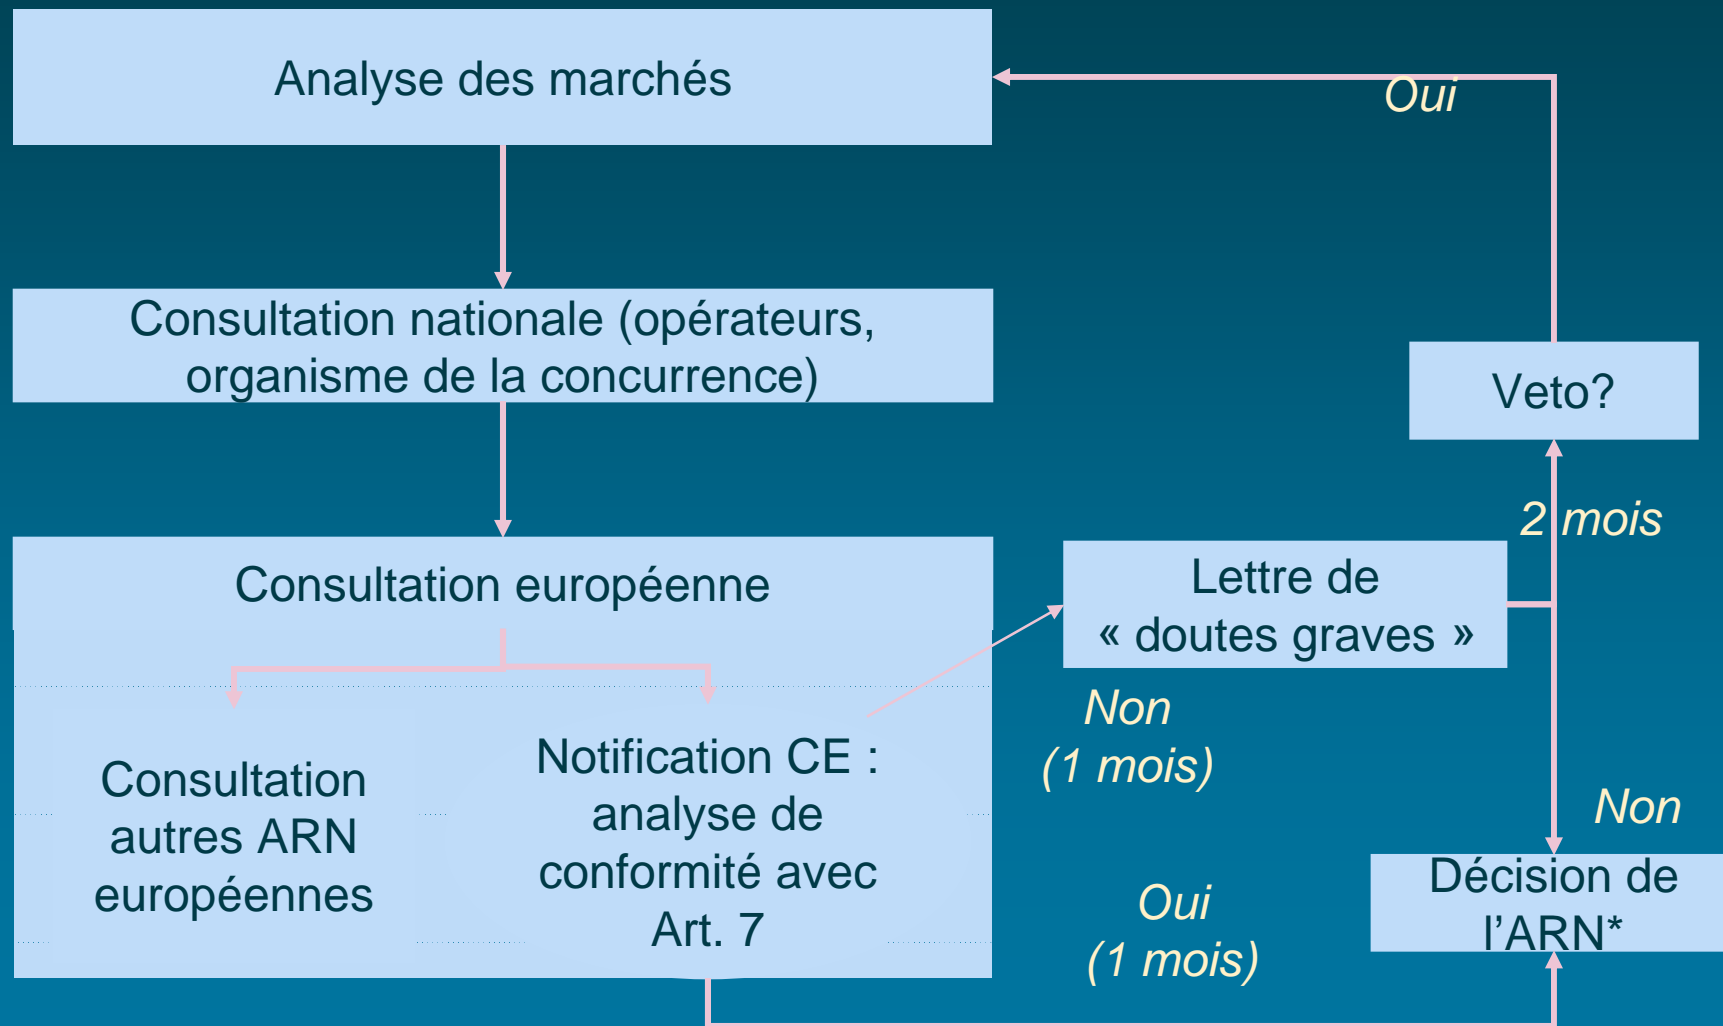 Analyse des marchés
Oui
Consultation nationale (opérateurs,
organisme de la concurrence)
Veto?
2 mois
Consultation européenne
Lettre de
« doutes graves »
Non
(1 mois)
Consultation
autres ARN
européennes
Notification CE :
analyse de
conformité avec
Art. 7
Non
Oui
(1 mois)
Décision de
l’ARN*